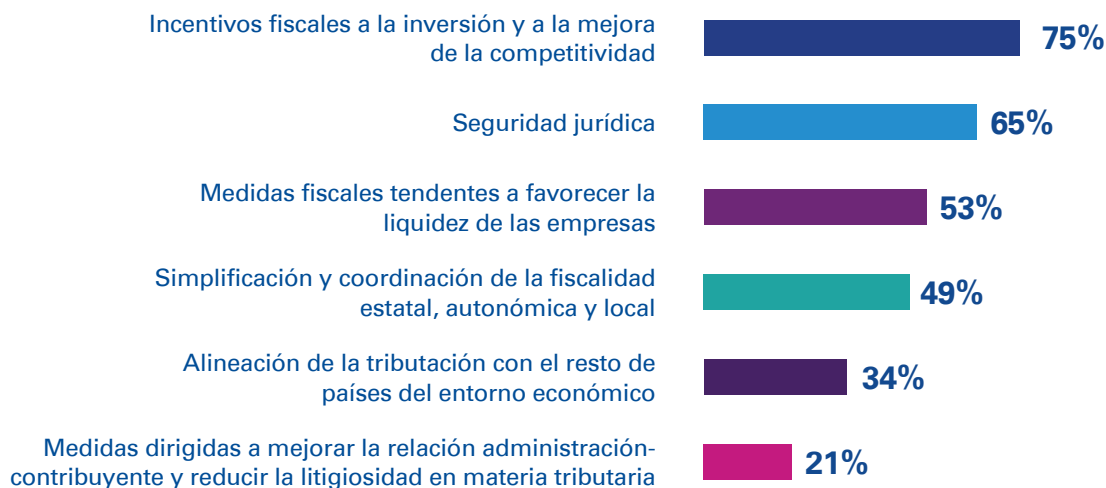 Incentivos fiscales a la inversión y a la mejora
de la competitividad
75%
Seguridad jurídica
65%
Medidas fiscales tendentes a favorecer la
liquidez de las empresas
53%
Simplificación y coordinación de la fiscalidad
estatal, autonómica y local
49%
Alineación de la tributación con el resto de
países del entorno económico
34%
Medidas dirigidas a mejorar la relación administración-
contribuyente y reducir la litigiosidad en materia tributaria
21%